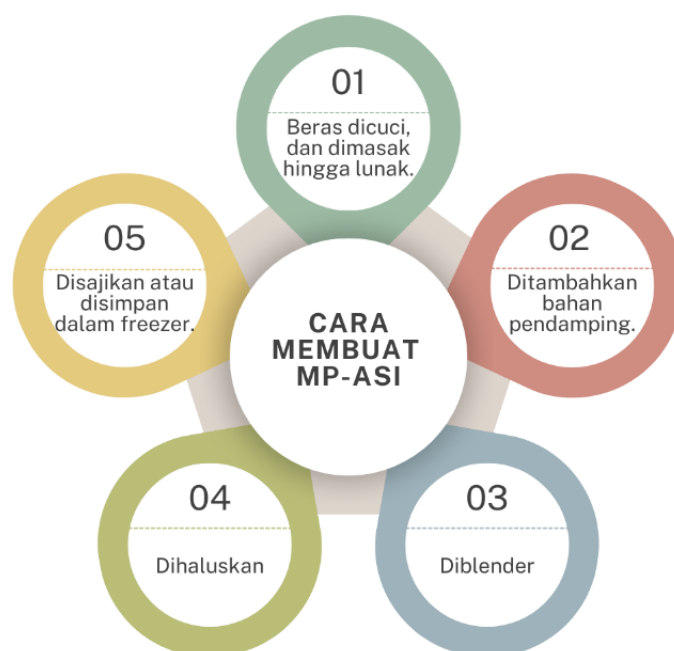 CARA
MEMBUAT
MP-ASI
01
Beras dicuci,
dan dimasak
hingga lunak.
02
Ditambahkan
bahan
pendamping.
03
Diblender
04
Dihaluskan
05
Disajikan atau
disimpan
dalam freezer.